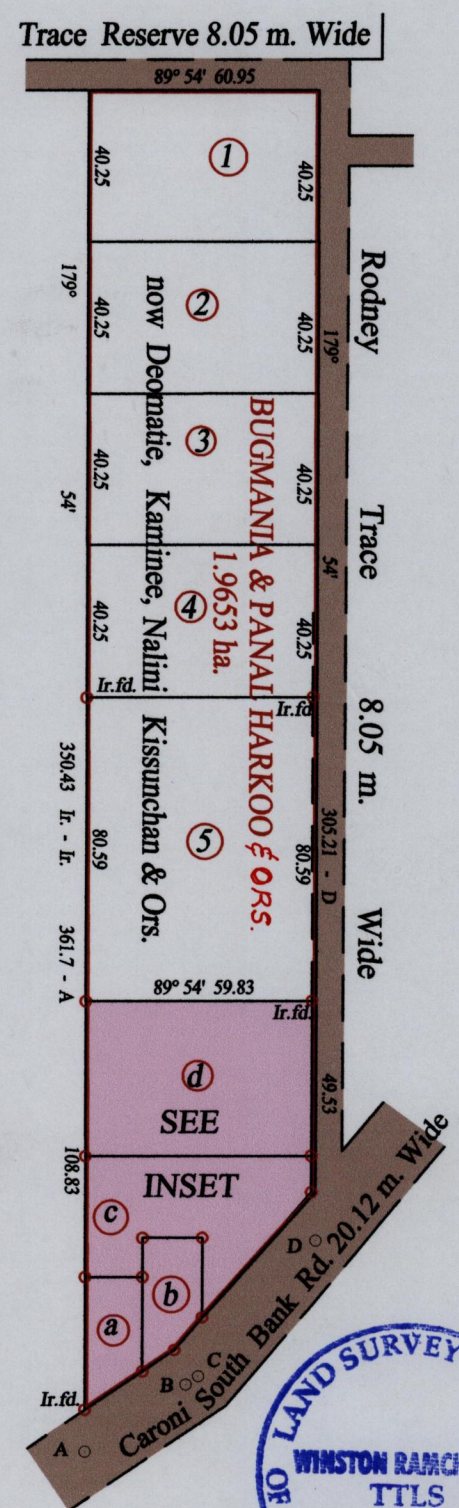 Trace Reserve 8.05 m. Wide
89° 54' 60.95
1
40.25
40.25
Rodney Trace 8.05 m. Wide
179° 54' 305.21 - D
179° 54' 350.43 Ir. - Ir. 361.7 - A
2
40.25
40.25
BUGMANIA & PANAL HARKOO & ORS.
1.9653 ha.
now Deomatie, Kaminee, Nalini Kissunchan & Ors.
3
40.25
40.25
4
40.25
40.25
Ir.fd.
Ir.fd
5
80.59
80.59
89° 54' 59.83
Ir.fd.
d
49.53
SEE
INSET
108.83
c
b
a
D
C
B
A
Ir.fd.
Caroni South Bank Rd. 20.12 m. Wide
OF LAND SURVEY
WINSTON RAMCH
TTLS